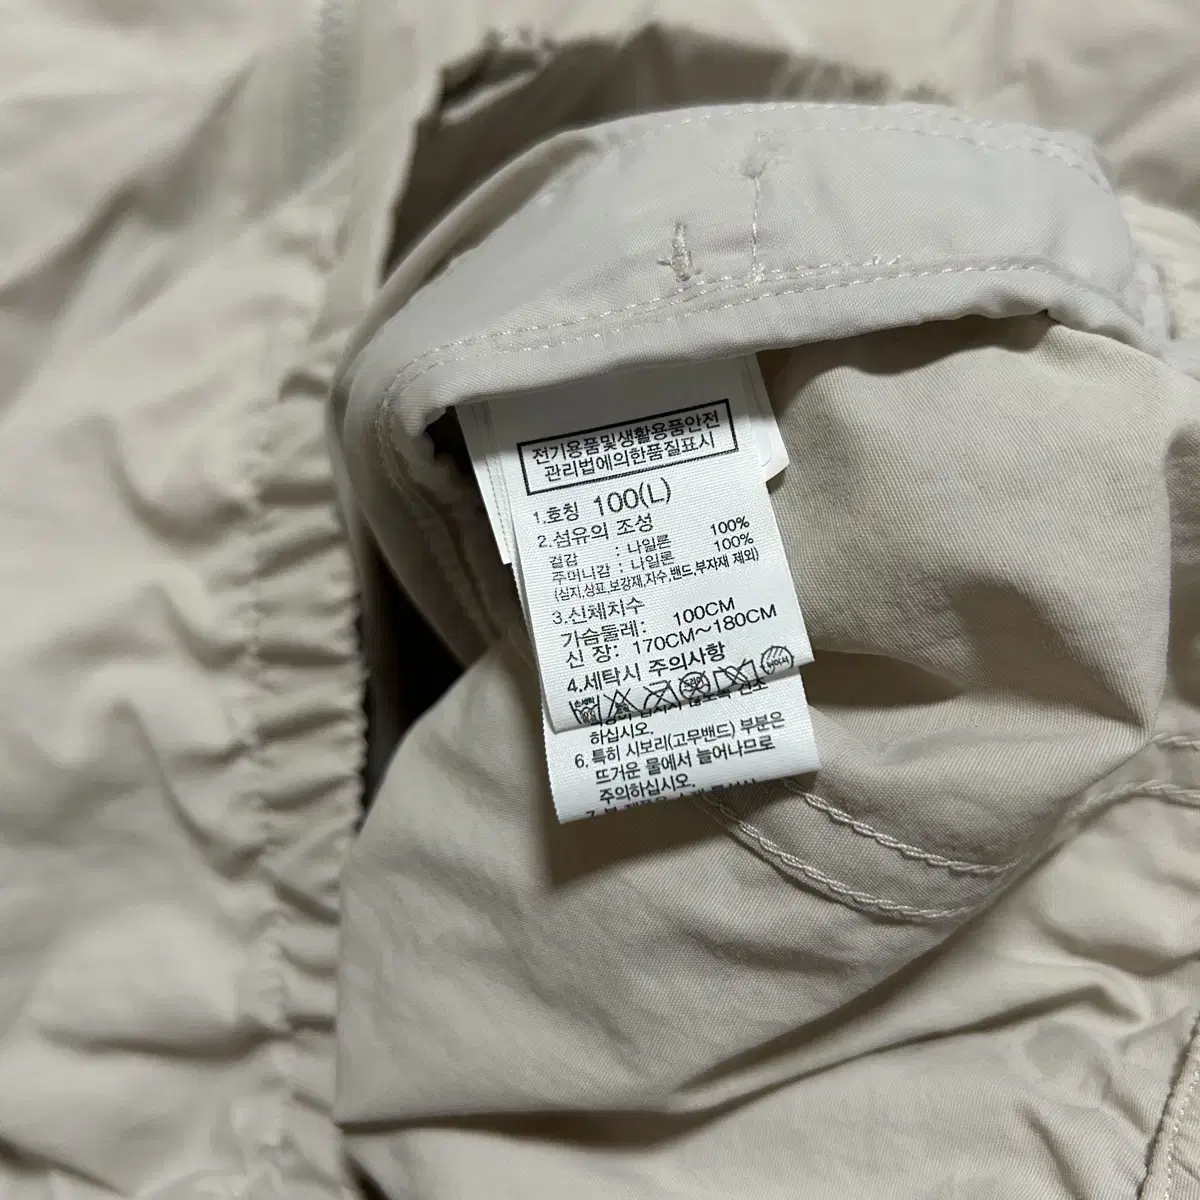 전기용품및생활용품안전
관리법에의한품질표시
1.호칭 100(L)
2.섬유의 조성
겉감 : 나일론 100%
주머니감 : 나일론 100%
(심지,상표,보강재,자수,밴드,부자재 제외)
3.신체치수
가슴둘레: 100CM
신 장: 170CM~180CM
4.세탁시 주의사항
하십시오.
6. 특히 시보리(고무밴드) 부분은
뜨거운 물에서 늘어나므로
주의하십시오.